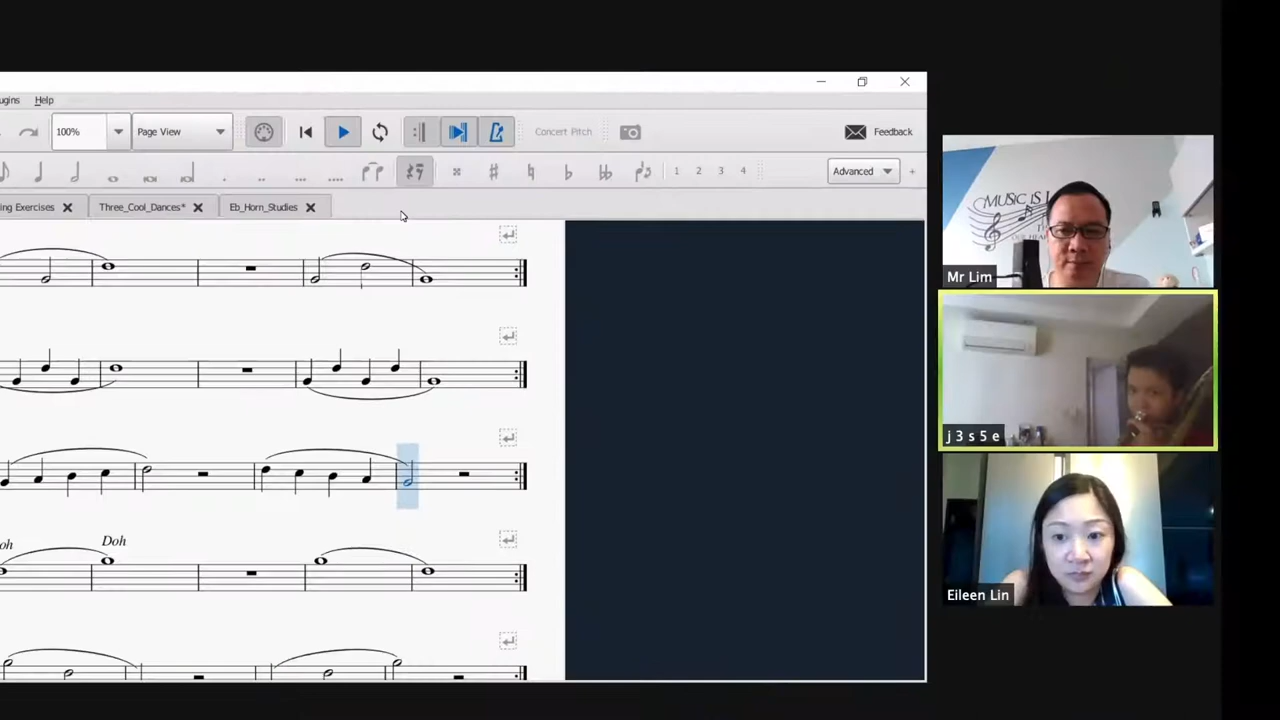 ugins Help
100% Page View Concert Pitch Feedback
1 2 3 4 Advanced +
ing Exercises Three_Cool_Dances* Eb_Horn_Studies
oh Doh
MUSIC IS
Mr Lim
j 3 s 5 e
Eileen Lin